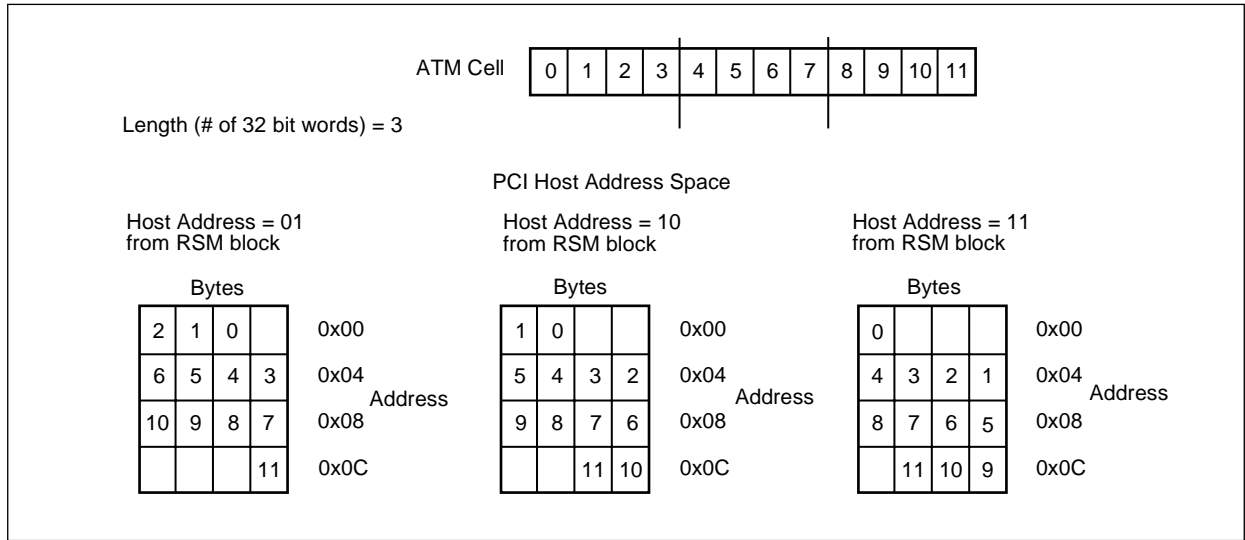 ATM Cell 0 1 2 3 4 5 6 7 8 9 10 11
Length (# of 32 bit words) = 3
PCI Host Address Space
Host Address = 01
from RSM block
Bytes
2 1 0 0x00
6 5 4 3 0x04
Address
10 9 8 7 0x08
11 0x0C
Host Address = 10
from RSM block
Bytes
1 0 0x00
5 4 3 2 0x04
Address
9 8 7 6 0x08
11 10 0x0C
Host Address = 11
from RSM block
Bytes
0 0x00
4 3 2 1 0x04
Address
8 7 6 5 0x08
11 10 9 0x0C